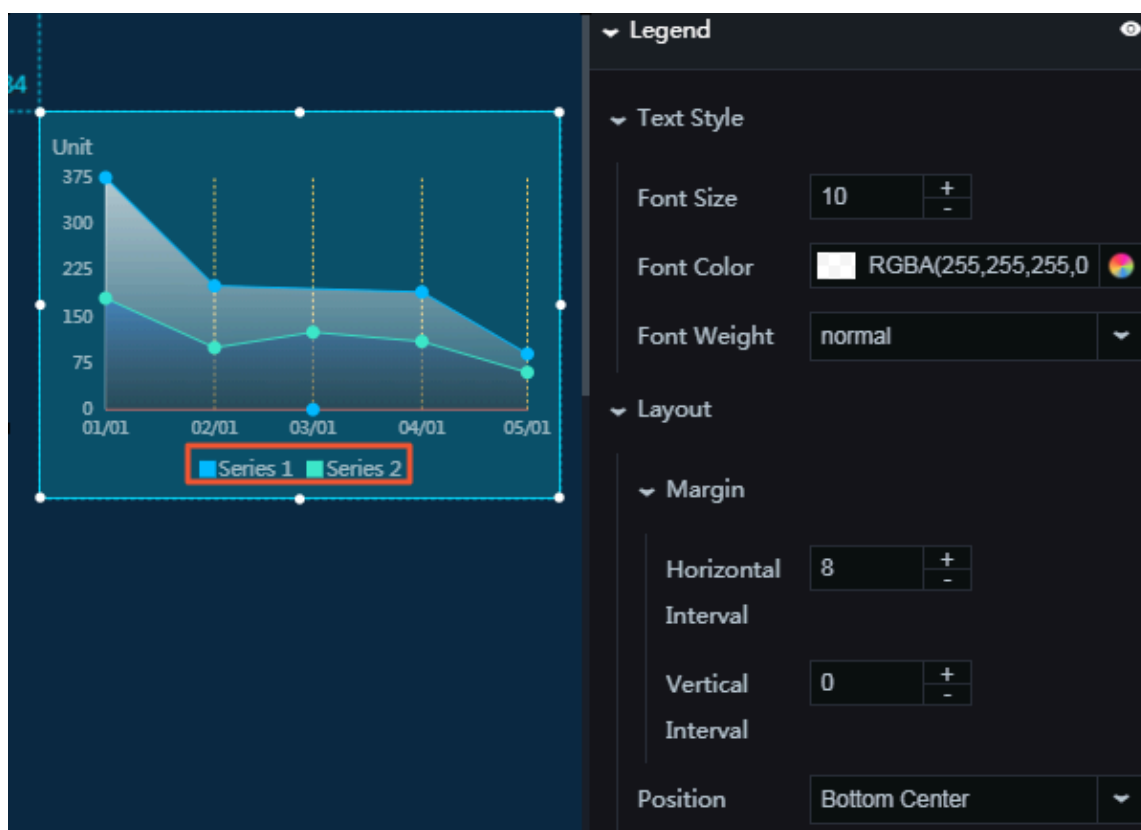 34
Unit
375
300
225
150
75
0
01/01 02/01 03/01 04/01 05/01
Series 1 Series 2
Legend
Text Style
Font Size 10 + -
Font Color RGBA(255,255,255,0
Font Weight normal
Layout
Margin
Horizontal Interval 8 + -
Vertical Interval 0 + -
Position Bottom Center